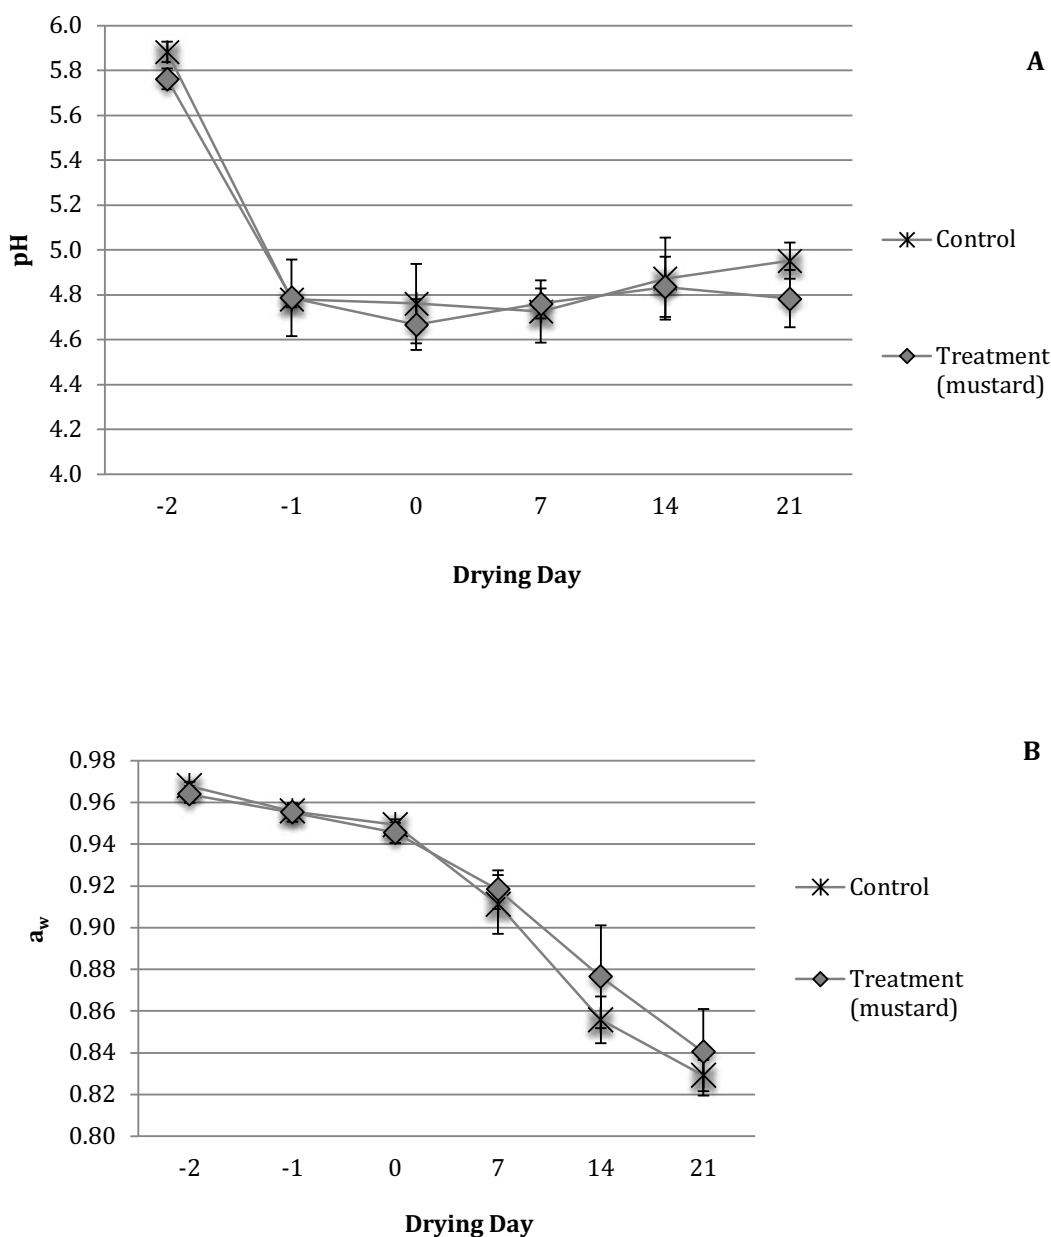 6.0
A
5.8
5.6
5.4
5.2
5.0
Control
pH
4.8
4.6
Treatment
(mustard)
4.4
4.2
4.0
-2 -1 0 7 14 21
Drying Day
B
0.98
0.96
0.94
0.92
Control
aw
0.90
0.88
Treatment
(mustard)
0.86
0.84
0.82
0.80
-2 -1 0 7 14 21
Drying Day